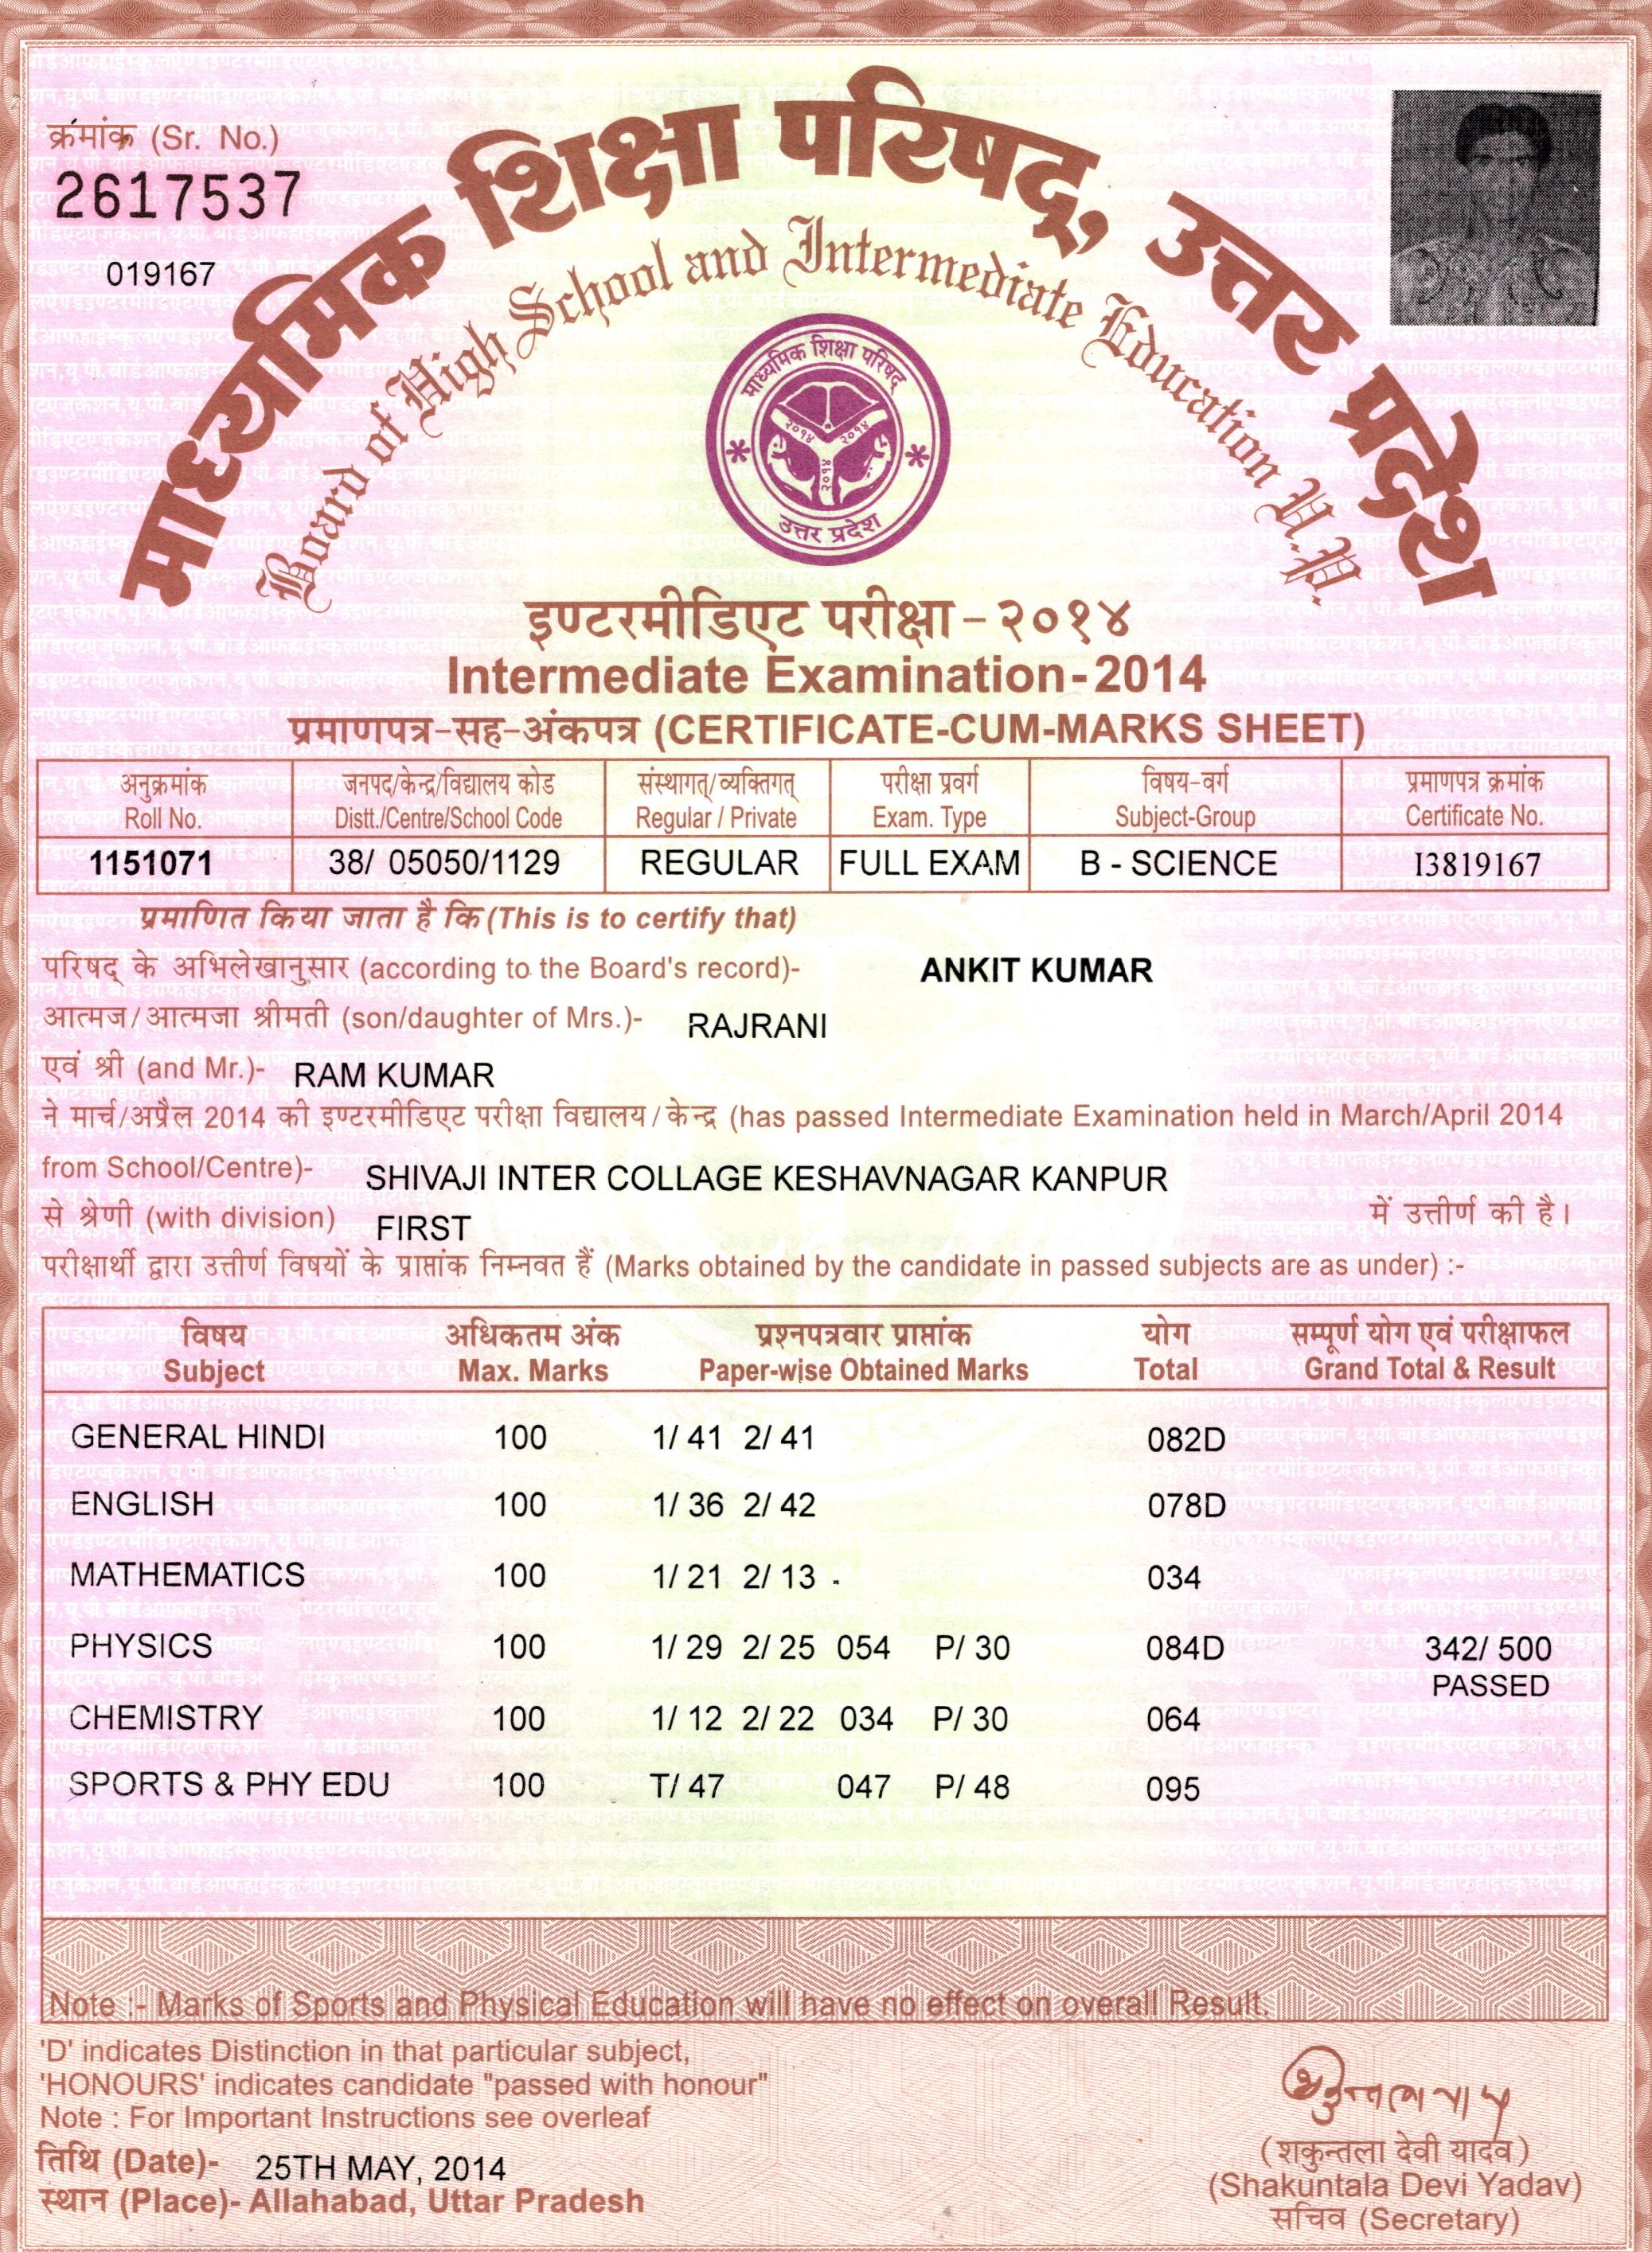 क्रमांक (Sr. No.)
2617537
019167
माध्यमिक शिक्षा परिषद्, उत्तर प्रदेश
Board of High School and Intermediate Education U.P.
माध्यमिक शिक्षा परिषद
२०१४ २०१४
२०१४
उत्तर प्रदेश
इण्टरमीडिएट परीक्षा - २०१४
Intermediate Examination - 2014
प्रमाणपत्र-सह-अंकपत्र (CERTIFICATE-CUM-MARKS SHEET)
अनुक्रमांक जनपद/केन्द्र/विद्यालय कोड संस्थागत्/व्यक्तिगत् परीक्षा प्रवर्ग विषय-वर्ग प्रमाणपत्र क्रमांक
Roll No. Distt./Centre/School Code Regular / Private Exam. Type Subject-Group Certificate No.
1151071 38/ 05050/1129 REGULAR FULL EXAM B - SCIENCE I3819167
प्रमाणित किया जाता है कि (This is to certify that)
परिषद् के अभिलेखानुसार (according to the Board's record)- ANKIT KUMAR
आत्मज/आत्मजा श्रीमती (son/daughter of Mrs.)- RAJRANI
एवं श्री (and Mr.)- RAM KUMAR
ने मार्च/अप्रैल 2014 की इण्टरमीडिएट परीक्षा विद्यालय/केन्द्र (has passed Intermediate Examination held in March/April 2014
from School/Centre)- SHIVAJI INTER COLLAGE KESHAVNAGAR KANPUR
से श्रेणी (with division) FIRST में उत्तीर्ण की है।
परीक्षार्थी द्वारा उत्तीर्ण विषयों के प्राप्तांक निम्नवत हैं (Marks obtained by the candidate in passed subjects are as under) :-
विषय अधिकतम अंक प्रश्नपत्रवार प्राप्तांक योग सम्पूर्ण योग एवं परीक्षाफल
Subject Max. Marks Paper-wise Obtained Marks Total Grand Total & Result
GENERAL HINDI 100 1/ 41 2/ 41 082D
ENGLISH 100 1/ 36 2/ 42 078D
MATHEMATICS 100 1/ 21 2/ 13 034
PHYSICS 100 1/ 29 2/ 25 054 P/ 30 084D 342/ 500
PASSED
CHEMISTRY 100 1/ 12 2/ 22 034 P/ 30 064
SPORTS & PHY EDU 100 T/ 47 047 P/ 48 095
Note :- Marks of Sports and Physical Education will have no effect on overall Result.
'D' indicates Distinction in that particular subject,
'HONOURS' indicates candidate "passed with honour"
Note : For Important Instructions see overleaf
तिथि (Date)- 25TH MAY, 2014
स्थान (Place)- Allahabad, Uttar Pradesh
(शकुन्तला देवी यादव)
(Shakuntala Devi Yadav)
सचिव (Secretary)